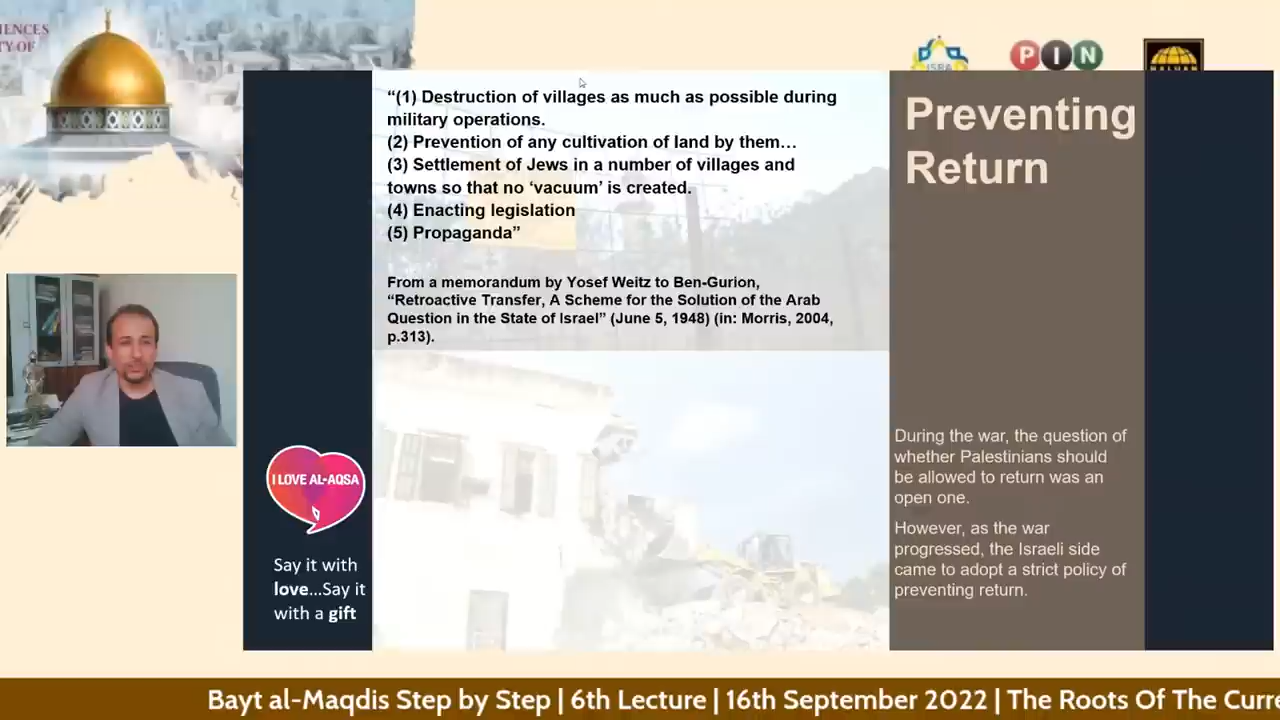 IENCES
TY OF
ISRA
PIN
“(1) Destruction of villages as much as possible during
military operations.
(2) Prevention of any cultivation of land by them…
(3) Settlement of Jews in a number of villages and
towns so that no ‘vacuum’ is created.
(4) Enacting legislation
(5) Propaganda”
From a memorandum by Yosef Weitz to Ben-Gurion,
“Retroactive Transfer, A Scheme for the Solution of the Arab
Question in the State of Israel” (June 5, 1948) (in: Morris, 2004,
p.313).
Preventing
Return
During the war, the question of
whether Palestinians should
be allowed to return was an
open one.
However, as the war
progressed, the Israeli side
came to adopt a strict policy of
preventing return.
I LOVE AL-AQSA
Say it with
love...Say it
with a gift
Bayt al-Maqdis Step by Step | 6th Lecture | 16th September 2022 | The Roots Of The Curre